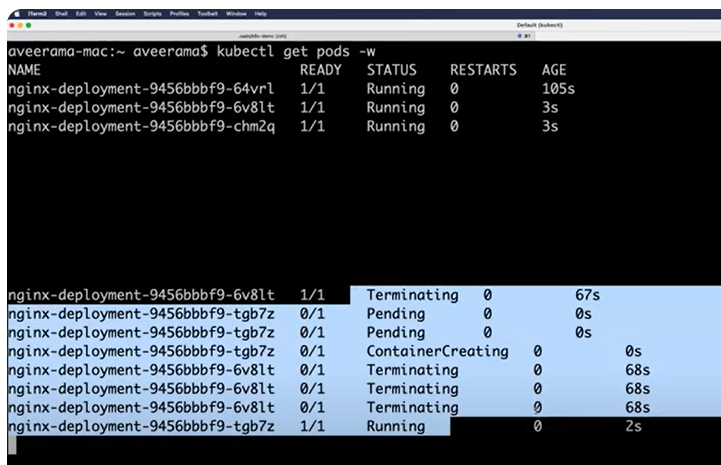 iTerm2 Shell Edit View Session Scripts Profiles Toolbelt Window Help
Default (kubectl)
⌘1
aveerama-mac:~ aveerama$ kubectl get pods -w
NAME READY STATUS RESTARTS AGE
nginx-deployment-9456bbbf9-64vrl 1/1 Running 0 105s
nginx-deployment-9456bbbf9-6v8lt 1/1 Running 0 3s
nginx-deployment-9456bbbf9-chm2q 1/1 Running 0 3s
nginx-deployment-9456bbbf9-6v8lt 1/1 Terminating 0 67s
nginx-deployment-9456bbbf9-tgb7z 0/1 Pending 0 0s
nginx-deployment-9456bbbf9-tgb7z 0/1 Pending 0 0s
nginx-deployment-9456bbbf9-tgb7z 0/1 ContainerCreating 0 0s
nginx-deployment-9456bbbf9-6v8lt 0/1 Terminating 0 68s
nginx-deployment-9456bbbf9-6v8lt 0/1 Terminating 0 68s
nginx-deployment-9456bbbf9-6v8lt 0/1 Terminating 0 68s
nginx-deployment-9456bbbf9-tgb7z 1/1 Running 0 2s